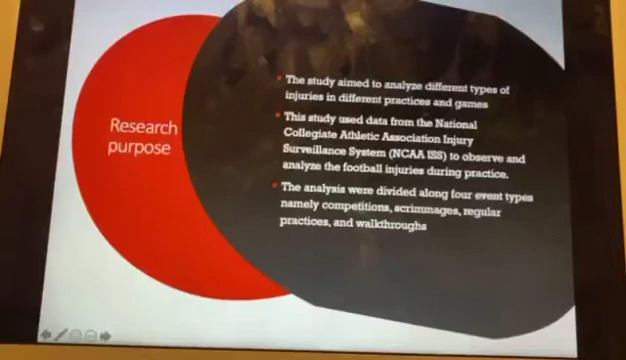 Research
purpose
The study aimed to analyze different types of
injuries in different practices and games
This study used data from the National
Collegiate Athletic Association Injury
Surveillance System (NCAA ISS) to observe and
analyze the football injuries during practice.
The analysis were divided along four event types
namely competitions, scrimmages, regular
practices, and walkthroughs